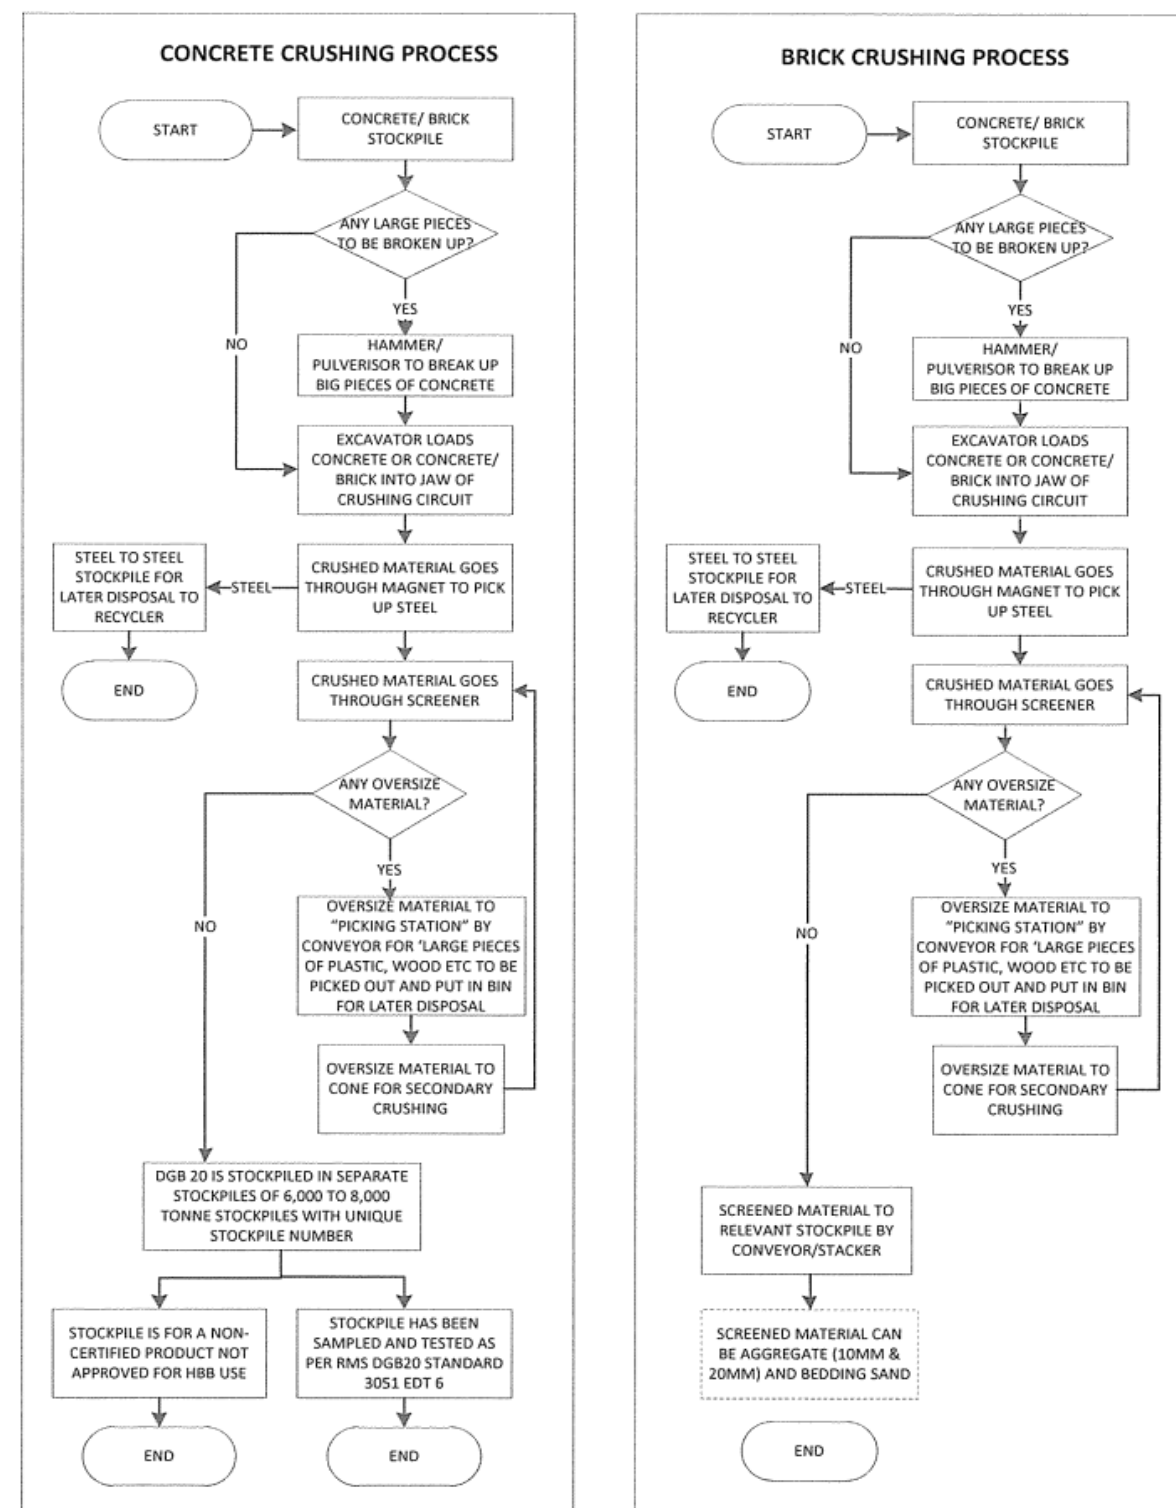 CONCRETE CRUSHING PROCESS
START
CONCRETE/ BRICK
STOCKPILE
ANY LARGE PIECES
TO BE BROKEN UP?
YES
NO
HAMMER/
PULVERISOR TO BREAK UP
BIG PIECES OF CONCRETE
EXCAVATOR LOADS
CONCRETE OR CONCRETE/
BRICK INTO JAW OF
CRUSHING CIRCUIT
STEEL TO STEEL
STOCKPILE FOR
LATER DISPOSAL TO
RECYCLER
STEEL
CRUSHED MATERIAL GOES
THROUGH MAGNET TO PICK
UP STEEL
END
CRUSHED MATERIAL GOES
THROUGH SCREENER
ANY OVERSIZE
MATERIAL?
YES
NO
OVERSIZE MATERIAL TO
"PICKING STATION" BY
CONVEYOR FOR 'LARGE PIECES
OF PLASTIC, WOOD ETC TO BE
PICKED OUT AND PUT IN BIN
FOR LATER DISPOSAL
OVERSIZE MATERIAL TO
CONE FOR SECONDARY
CRUSHING
DGB 20 IS STOCKPILED IN SEPARATE
STOCKPILES OF 6,000 TO 8,000
TONNE STOCKPILES WITH UNIQUE
STOCKPILE NUMBER
STOCKPILE IS FOR A NON-
CERTIFIED PRODUCT NOT
APPROVED FOR HBB USE
STOCKPILE HAS BEEN
SAMPLED AND TESTED AS
PER RMS DGB20 STANDARD
3051 EDT 6
END
END
BRICK CRUSHING PROCESS
START
CONCRETE/ BRICK
STOCKPILE
ANY LARGE PIECES
TO BE BROKEN UP?
YES
NO
HAMMER/
PULVERISOR TO BREAK UP
BIG PIECES OF CONCRETE
EXCAVATOR LOADS
CONCRETE OR CONCRETE/
BRICK INTO JAW OF
CRUSHING CIRCUIT
STEEL TO STEEL
STOCKPILE FOR
LATER DISPOSAL TO
RECYCLER
STEEL
CRUSHED MATERIAL GOES
THROUGH MAGNET TO PICK
UP STEEL
END
CRUSHED MATERIAL GOES
THROUGH SCREENER
ANY OVERSIZE
MATERIAL?
YES
NO
OVERSIZE MATERIAL TO
"PICKING STATION" BY
CONVEYOR FOR 'LARGE PIECES
OF PLASTIC, WOOD ETC TO BE
PICKED OUT AND PUT IN BIN
FOR LATER DISPOSAL
OVERSIZE MATERIAL TO
CONE FOR SECONDARY
CRUSHING
SCREENED MATERIAL TO
RELEVANT STOCKPILE BY
CONVEYOR/STACKER
SCREENED MATERIAL CAN
BE AGGREGATE (10MM &
20MM) AND BEDDING SAND
END